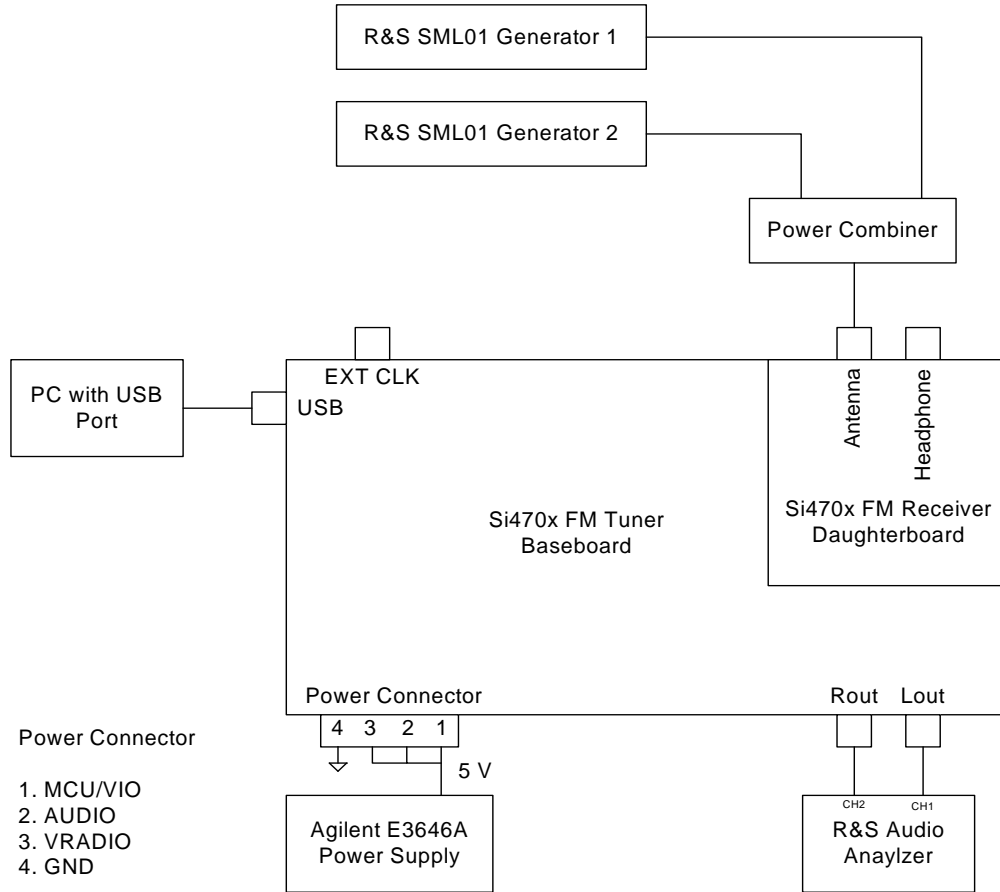 R&S SML01 Generator 1
R&S SML01 Generator 2
Power Combiner
EXT CLK
USB
PC with USB
Port
Antenna
Headphone
Si470x FM Tuner
Baseboard
Si470x FM Receiver
Daughterboard
Power Connector
4 3 2 1
Rout Lout
5 V
Power Connector
1. MCU/VIO
2. AUDIO
3. VRADIO
4. GND
Agilent E3646A
Power Supply
CH2 CH1
R&S Audio
Anaylzer